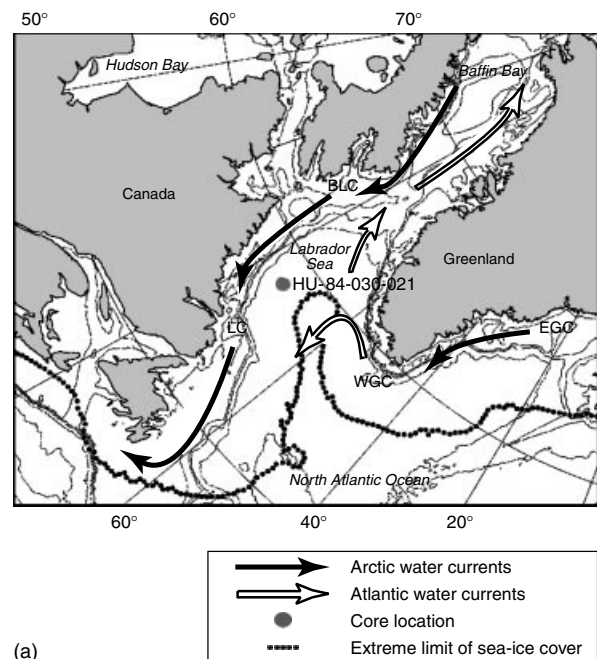 50°
60°
70°
Hudson Bay
Baffin Bay
Canada
BLC
Labrador
Sea
Greenland
HU-84-030-021
LC
EGC
WGC
North Atlantic Ocean
60°
40°
20°
Arctic water currents
Atlantic water currents
Core location
Extreme limit of sea-ice cover
(a)